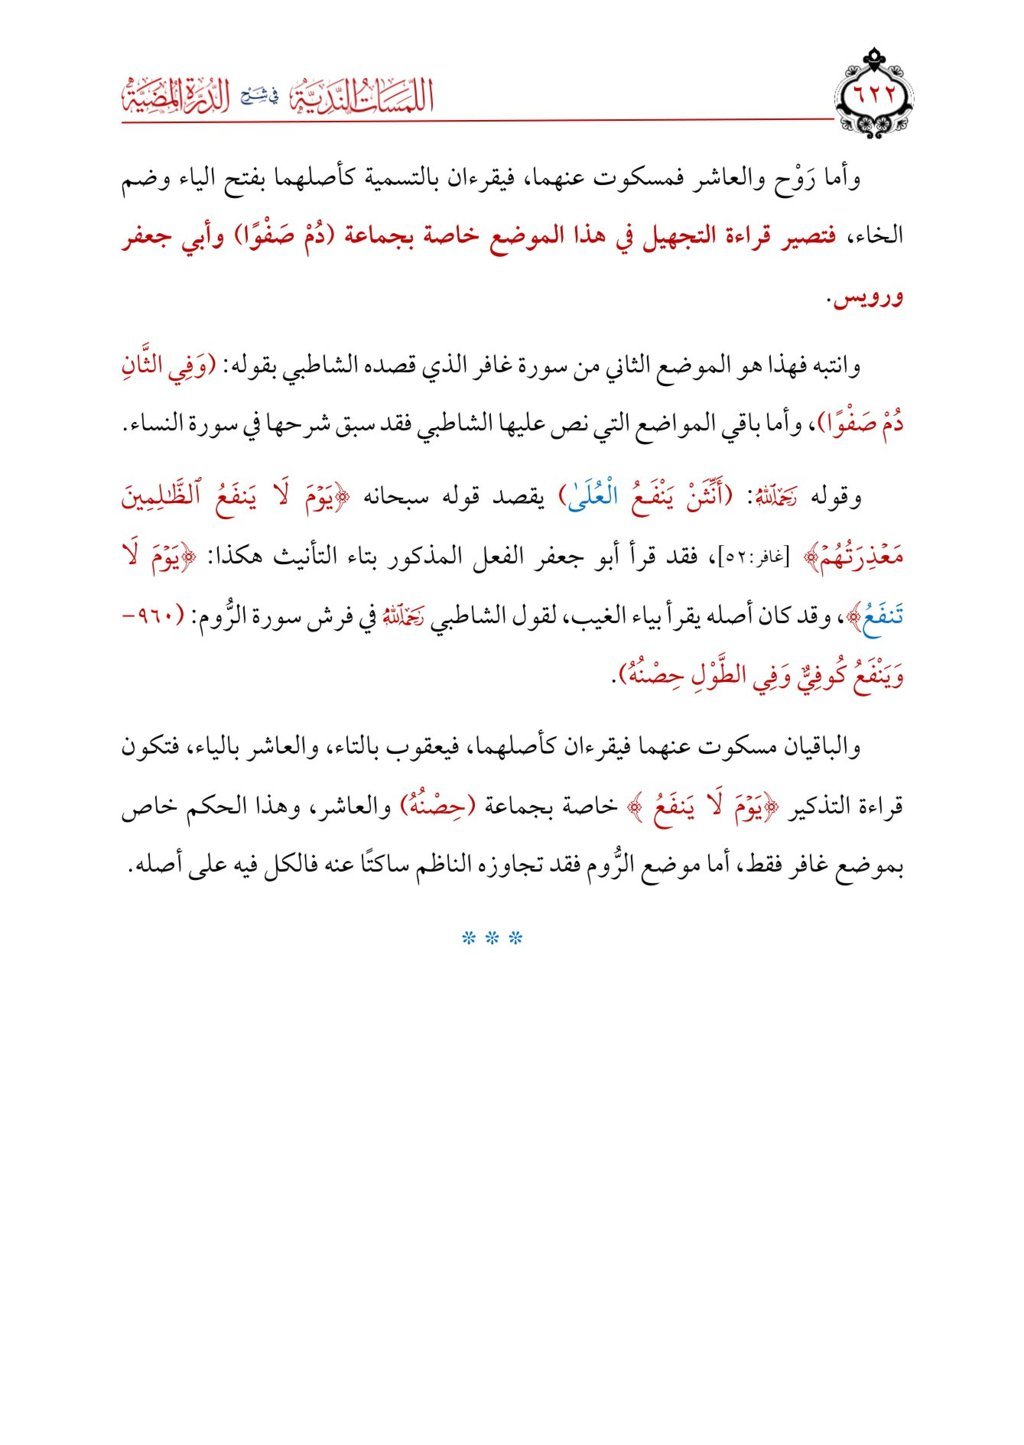 ٦٢٢
اللمسات الندية في شرح الدرة المضية
وأما رَوْح والعاشر فمسكوت عنهما، فيقرءان بالتسمية كأصلهما بفتح الياء وضم
الخاء، فتصير قراءة التجهيل في هذا الموضع خاصة بجماعة (دُمْ صَفْوًا) وأبي جعفر
ورويس.
وانتبه فهذا هو الموضع الثاني من سورة غافر الذي قصده الشاطبي بقوله: (وَفِي الثَّانِ
دُمْ صَفْوًا)، وأما باقي المواضع التي نص عليها الشاطبي فقد سبق شرحها في سورة النساء.
وقوله رَحِمَهُ ٱللَّهُ: (أَنِّثَنْ يَنْفَعُ الْعُلَىٰ) يقصد قوله سبحانه ﴿يَوْمَ لَا يَنفَعُ ٱلظَّٰلِمِينَ
مَعْذِرَتُهُمْ﴾ [غافر:٥٢]، فقد قرأ أبو جعفر الفعل المذكور بتاء التأنيث هكذا: ﴿يَوْمَ لَا
تَنفَعُ﴾، وقد كان أصله يقرأ بياء الغيب، لقول الشاطبي رَحِمَهُ ٱللَّهُ في فرش سورة الرُّوم: (٩٦٠-
وَيَنْفَعُ كُوفِيٌّ وَفِي الطَّوْلِ حِصْنُهُ).
والباقيان مسكوت عنهما فيقرءان كأصلهما، فيعقوب بالتاء، والعاشر بالياء، فتكون
قراءة التذكير ﴿يَوْمَ لَا يَنفَعُ ﴾ خاصة بجماعة (حِصْنُهُ) والعاشر، وهذا الحكم خاص
بموضع غافر فقط، أما موضع الرُّوم فقد تجاوزه الناظم ساكتًا عنه فالكل فيه على أصله.
* * *